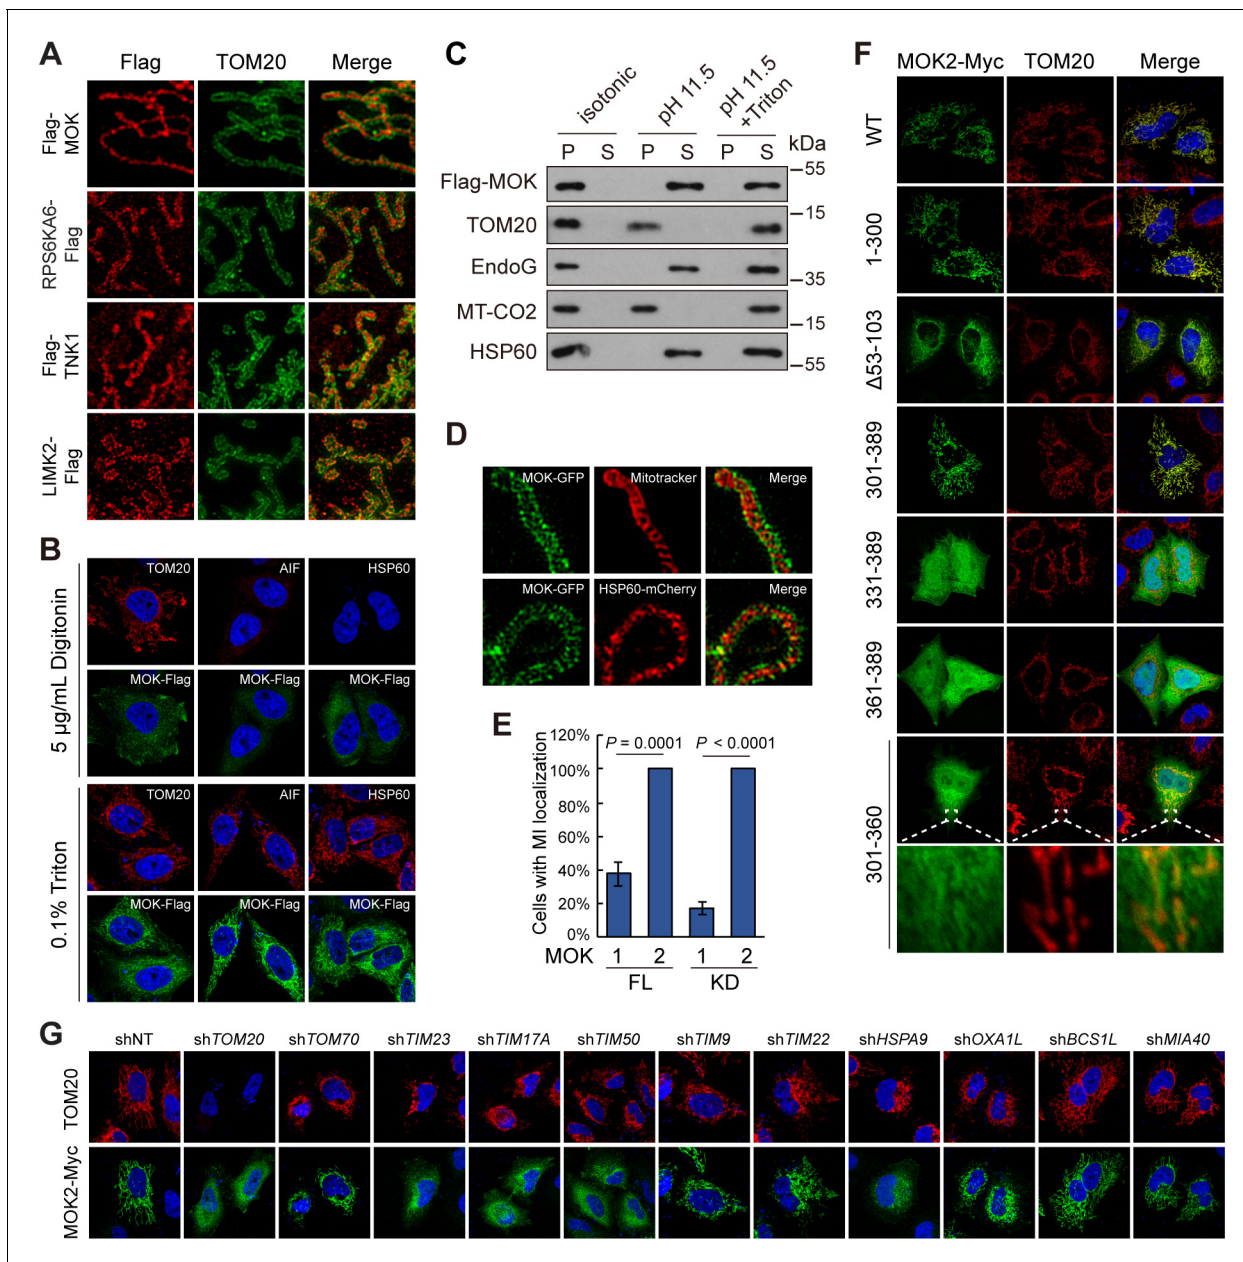 A
Flag
TOM20
Merge
Flag-
MOK
RPS6KA6-
Flag
Flag-
TNK1
LIMK2-
Flag
B
5 µg/mL Digitonin
TOM20
AIF
HSP60
MOK-Flag
MOK-Flag
MOK-Flag
0.1% Triton
TOM20
AIF
HSP60
MOK-Flag
MOK-Flag
MOK-Flag
C
isotonic
pH 11.5
pH 11.5
+Triton
P S P S P S kDa
Flag-MOK
55
TOM20
15
EndoG
35
MT-CO2
15
HSP60
55
D
MOK-GFP
Mitotracker
Merge
MOK-GFP
HSP60-mCherry
Merge
E
Cells with MI localization
120%
100%
80%
60%
40%
20%
0%
P = 0.0001
P < 0.0001
MOK 1 2 1 2
FL KD
F
MOK2-Myc
TOM20
Merge
WT
1-300
Δ53-103
301-389
331-389
361-389
301-360
G
shNT
shTOM20
shTOM70
shTIM23
shTIM17A
shTIM50
shTIM9
shTIM22
shHSPA9
shOXA1L
shBCS1L
shMIA40
TOM20
MOK2-Myc